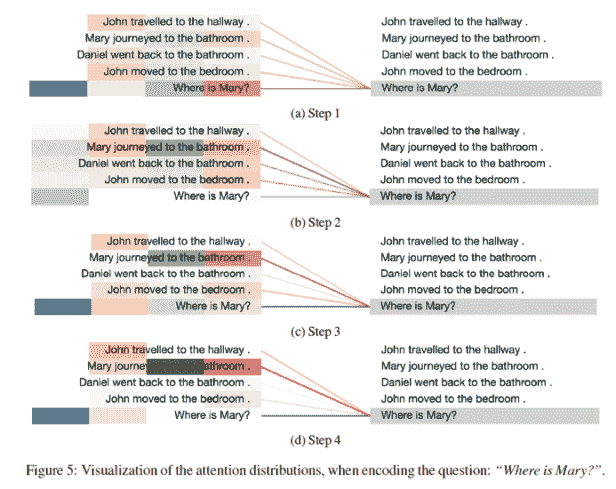 John travelled to the hallway . John travelled to the hallway .
Mary journeyed to the bathroom . Mary journeyed to the bathroom .
Daniel went back to the bathroom . Daniel went back to the bathroom .
John moved to the bedroom . John moved to the bedroom .
Where is Mary? Where is Mary?
(a) Step 1
John travelled to the hallway . John travelled to the hallway .
Mary journeyed to the bathroom . Mary journeyed to the bathroom .
Daniel went back to the bathroom . Daniel went back to the bathroom .
John moved to the bedroom . John moved to the bedroom .
Where is Mary? Where is Mary?
(b) Step 2
John travelled to the hallway . John travelled to the hallway .
Mary journeyed to the bathroom . Mary journeyed to the bathroom .
Daniel went back to the bathroom . Daniel went back to the bathroom .
John moved to the bedroom . John moved to the bedroom .
Where is Mary? Where is Mary?
(c) Step 3
John travelled to the hallway . John travelled to the hallway .
Mary throom . Mary journeyed to the bathroom .
Daniel went back to the bathroom . Daniel went back to the bathroom .
John moved to the bedroom . John moved to the bedroom .
Where is Mary? Where is Mary?
(d) Step 4
Figure 5: Visualization of the attention distributions, when encoding the question: "Where is Mary?".